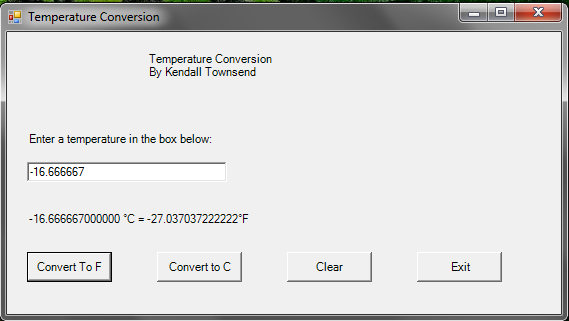 Temperature Conversion
Temperature Conversion
By Kendall Townsend
Enter a temperature in the box below:
-16.666667
-16.666667000000 °C = -27.037037222222°F
Convert To F
Convert to C
Clear
Exit